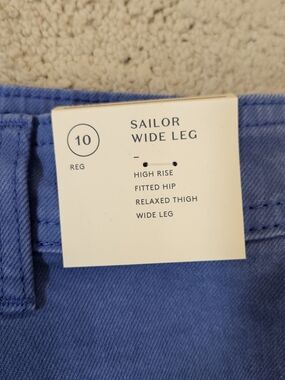 10
REG
SAILOR
WIDE LEG
–
HIGH RISE
FITTED HIP
RELAXED THIGH
WIDE LEG